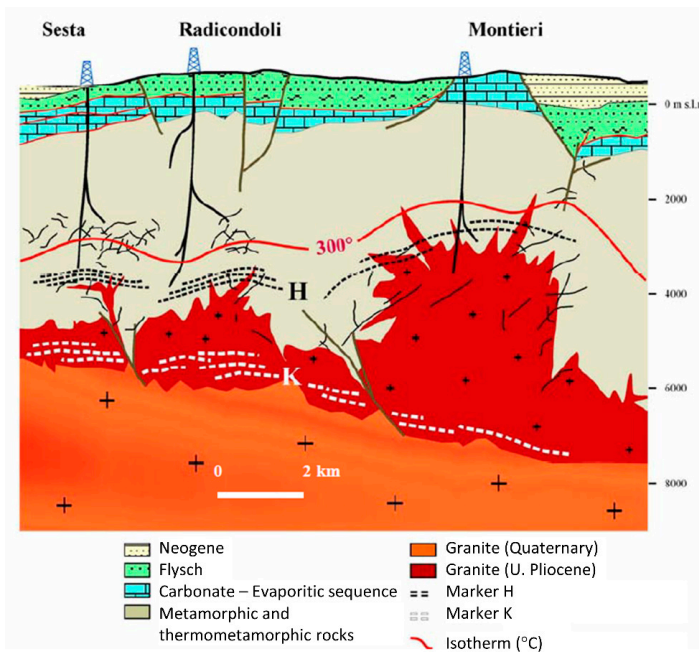 Sesta Radicondoli Montieri
0 m s.l.
2000
300°
H
4000
K
6000
0 2 km
8000
Neogene
Flysch
Carbonate – Evaporitic sequence
Metamorphic and
thermometamorphic rocks
Granite (Quaternary)
Granite (U. Pliocene)
Marker H
Marker K
Isotherm (°C)